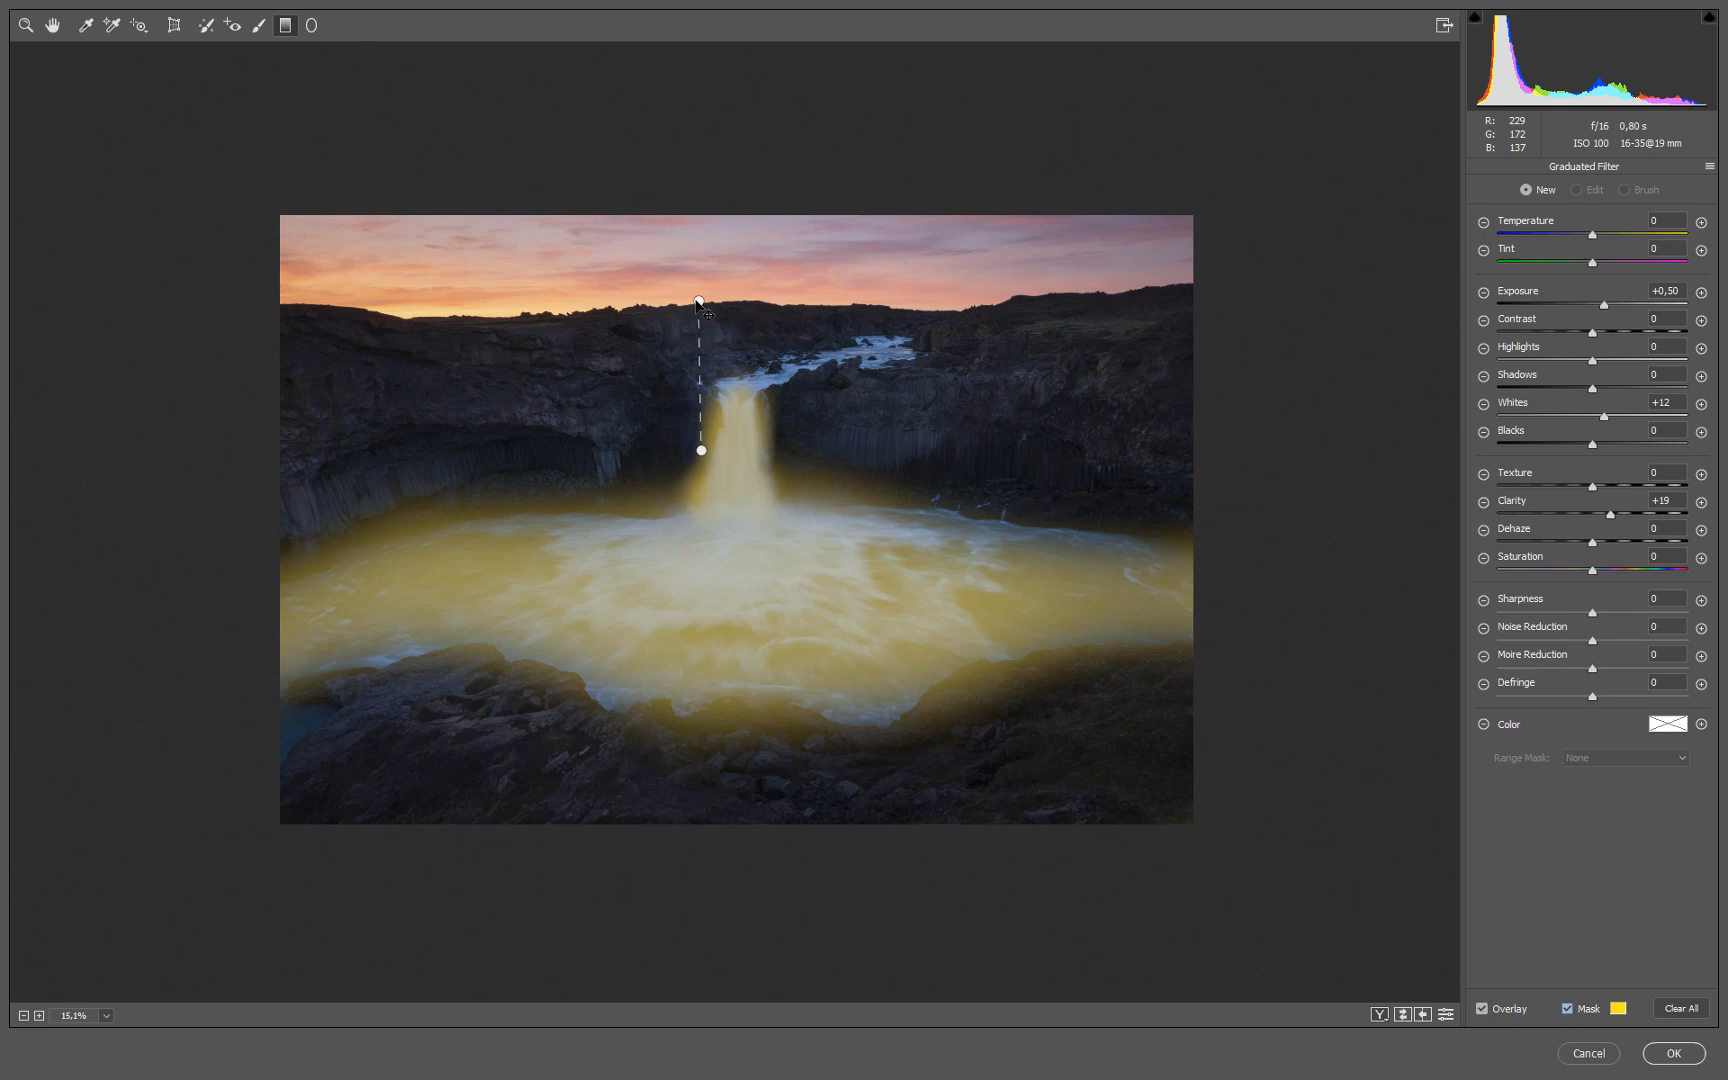 R: 229
G: 172
B: 137
f/16 0,80 s
ISO 100 16-35@19 mm
Graduated Filter
New Edit Brush
Temperature 0
Tint 0
Exposure +0,50
Contrast 0
Highlights 0
Shadows 0
Whites +12
Blacks 0
Texture 0
Clarity +19
Dehaze 0
Saturation 0
Sharpness 0
Noise Reduction 0
Moire Reduction 0
Defringe 0
Color
Range Mask: None
15,1%
Y
Overlay Mask Clear All
Cancel OK